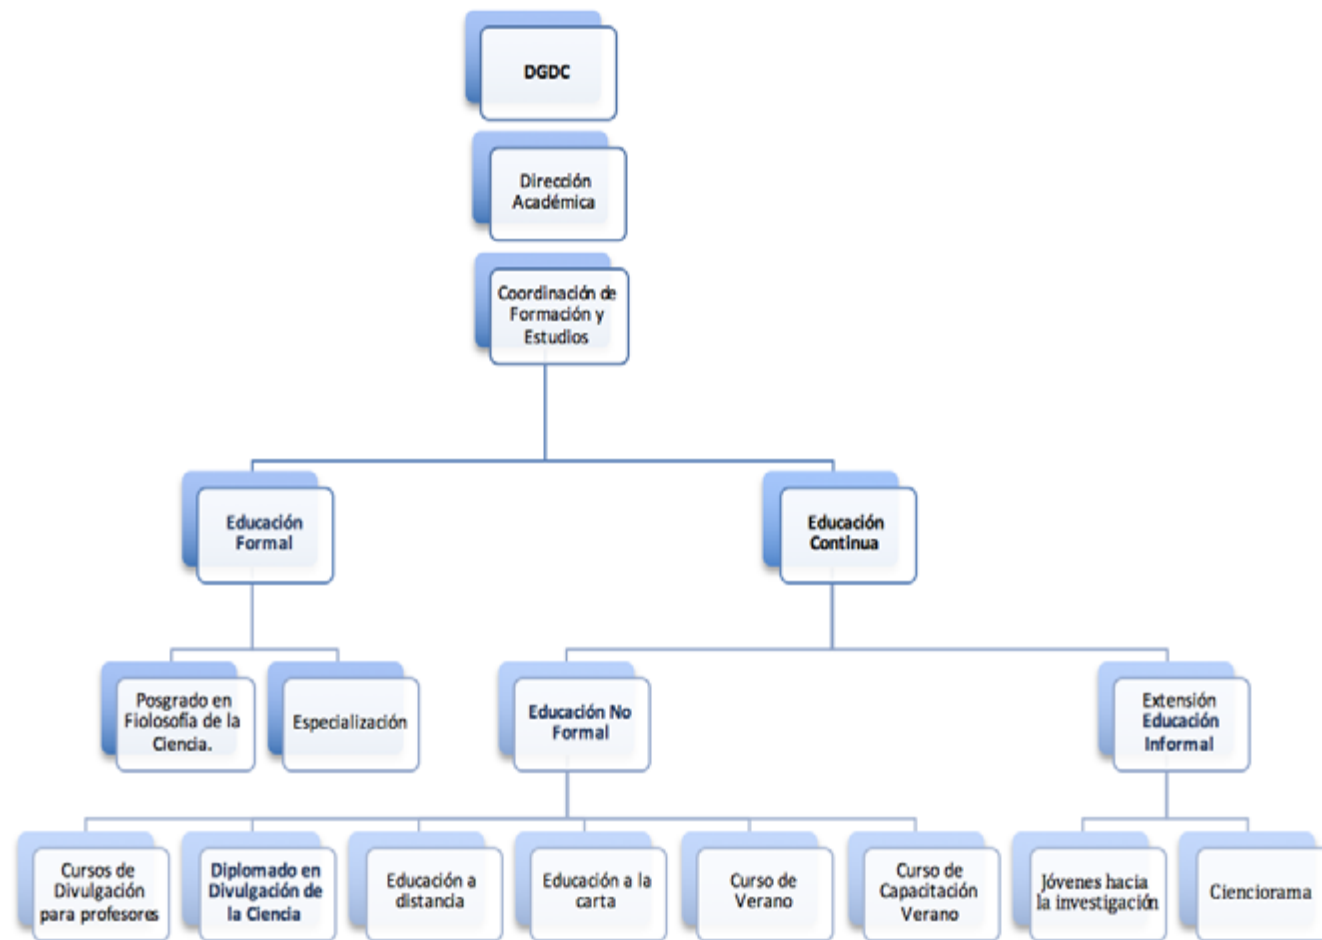 DGDC
Dirección
Académica
Coordinación de
Formación y
Estudios
Educación
Formal
Educación
Continua
Posgrado en
Fiolosofía de la
Ciencia.
Especialización
Educación No
Formal
Extensión
Educación
Informal
Cursos de
Divulgación
para profesores
Diplomado en
Divulgación de
la Ciencia
Educación a
distancia
Educación a la
carta
Curso de
Verano
Curso de
Capacitación
Verano
Jóvenes hacia
la investigación
Cienciorama